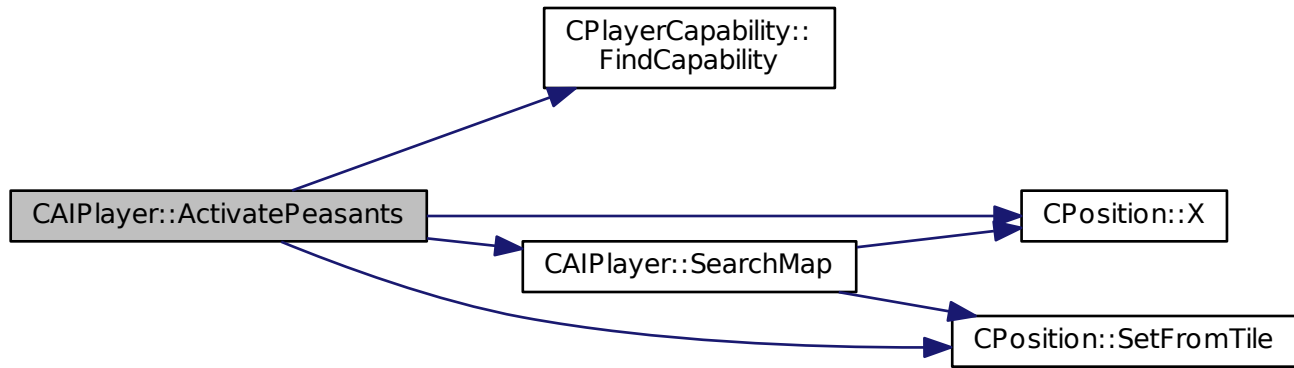 CPlayerCapability::
FindCapability
CAIPlayer::ActivatePeasants
CPosition::X
CAIPlayer::SearchMap
CPosition::SetFromTile